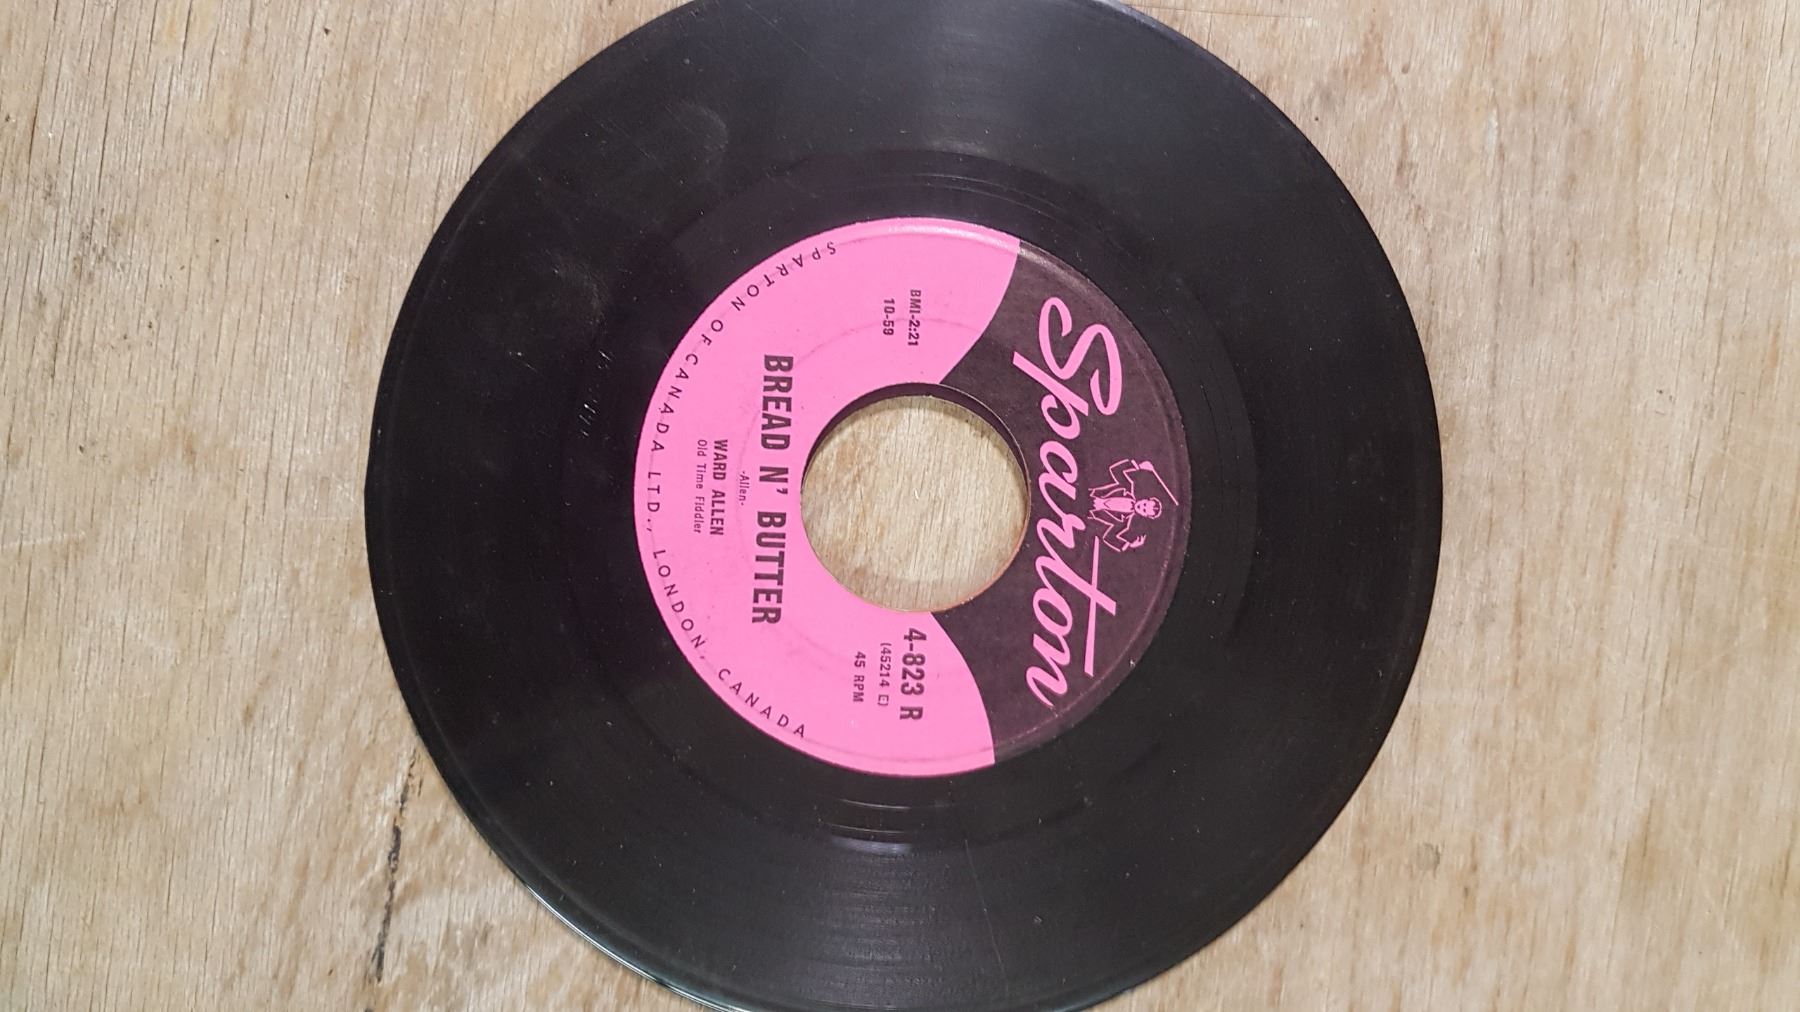 Sparton
BMI-2:21
10-59
4-823 R
(45214 E)
45 RPM
BREAD N' BUTTER
-Allen-
WARD ALLEN
Old Time Fiddler
SPARTON OF CANADA LTD., LONDON, CANADA